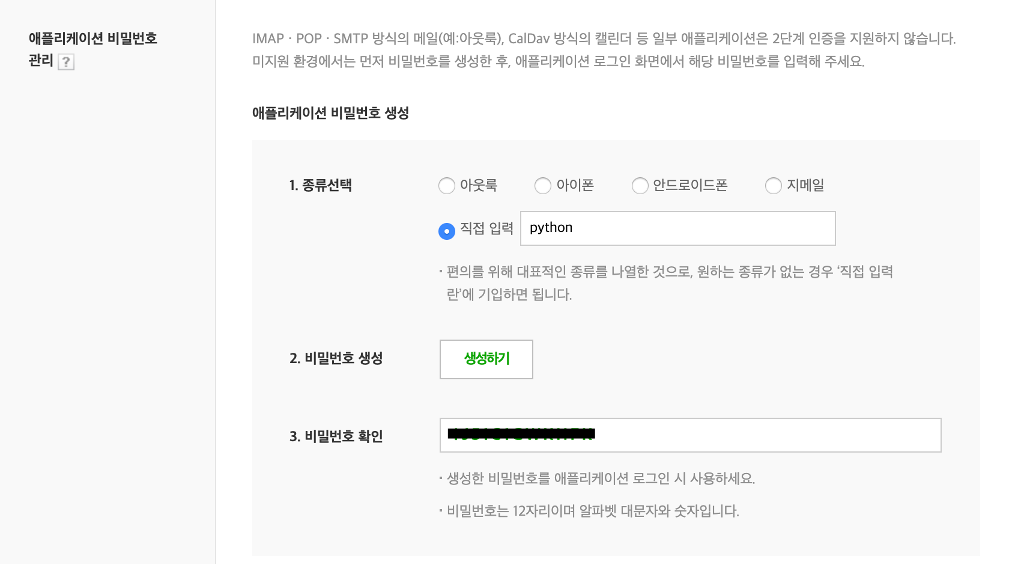 애플리케이션 비밀번호
관리 ?
IMAP · POP · SMTP 방식의 메일(예:아웃룩), CalDav 방식의 캘린더 등 일부 애플리케이션은 2단계 인증을 지원하지 않습니다.
미지원 환경에서는 먼저 비밀번호를 생성한 후, 애플리케이션 로그인 화면에서 해당 비밀번호를 입력해 주세요.
애플리케이션 비밀번호 생성
1. 종류선택
아웃룩 아이폰 안드로이드폰 지메일
직접 입력 python
· 편의를 위해 대표적인 종류를 나열한 것으로, 원하는 종류가 없는 경우 '직접 입력
란'에 기입하면 됩니다.
2. 비밀번호 생성 생성하기
3. 비밀번호 확인
· 생성한 비밀번호를 애플리케이션 로그인 시 사용하세요.
· 비밀번호는 12자리이며 알파벳 대문자와 숫자입니다.